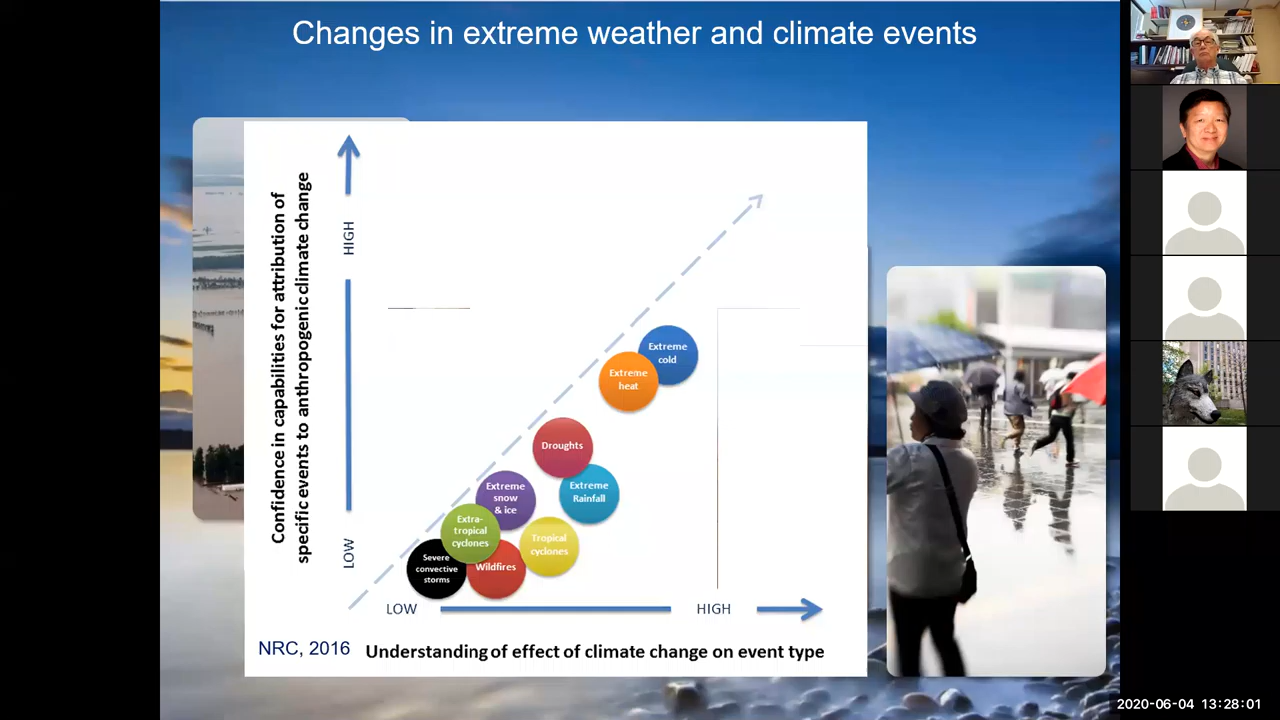 Changes in extreme weather and climate events
Confidence in capabilities for attribution of
specific events to anthropogenic climate change
HIGH
LOW
Extreme
cold
Extreme
heat
Droughts
Extreme
snow
& ice
Extreme
Rainfall
Extra-
tropical
cyclones
Tropical
cyclones
Severe
convective
storms
Wildfires
LOW
HIGH
NRC, 2016
Understanding of effect of climate change on event type
2020-06-04 13:28:01